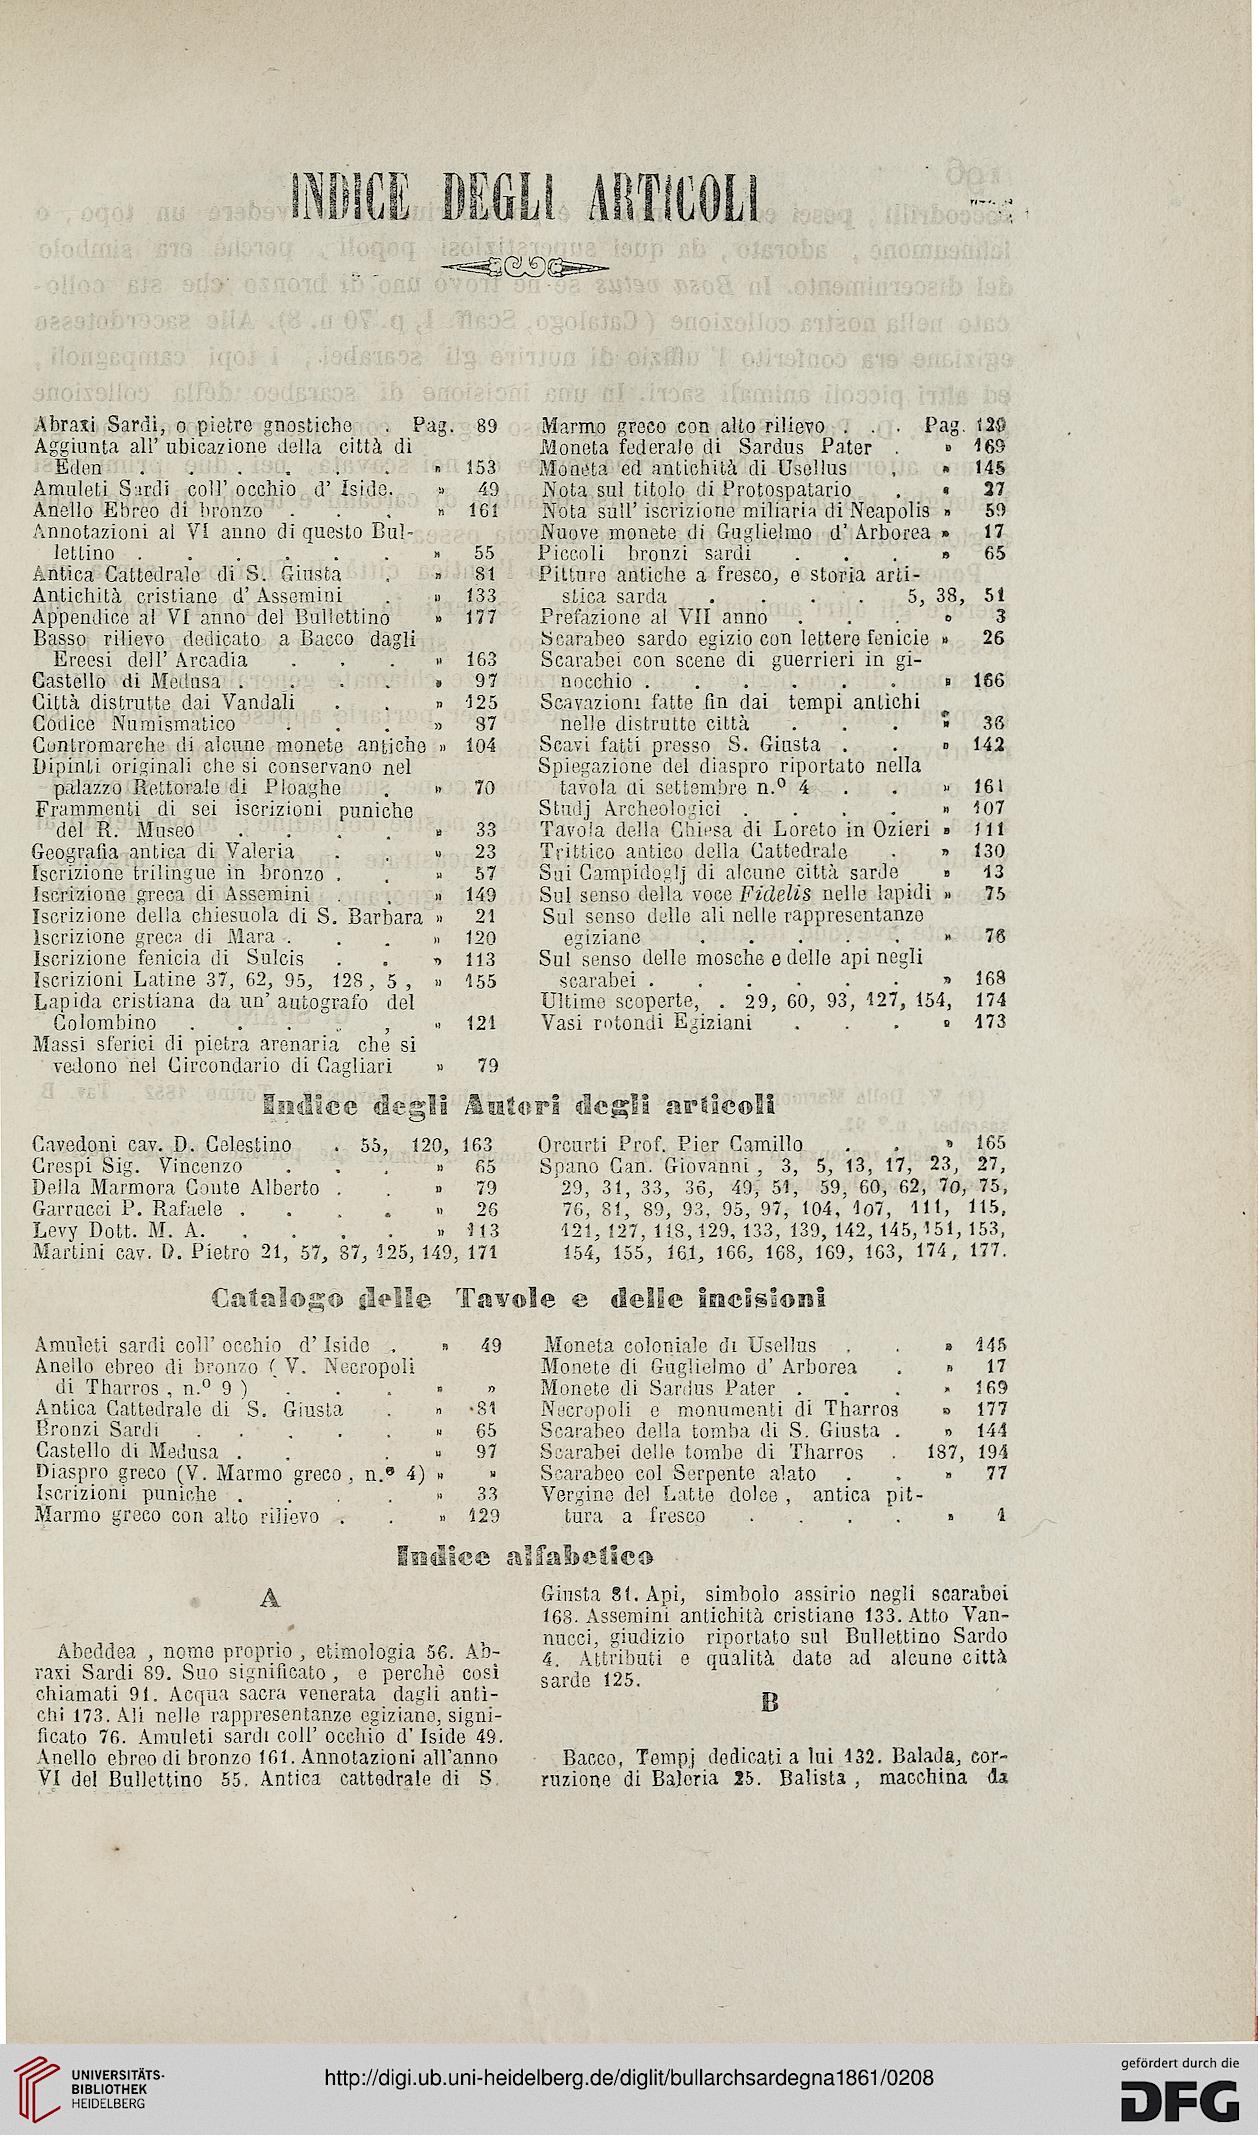 INDICE DEGLI ARTICOLI
Abraxi Sardi, o pietre gnostiche . Pag. 89
Aggiunta all' ubicazione della città di
Eden . . . . . . » 153
Amuleti Sardi coll' occhio d' Iside. » 49
Anello Ebreo di bronzo . . . » 161
Annotazioni al VI anno di questo Bul-
lettino . . . . . . » 55
Antica Cattedrale di S. Giusta . » 81
Antichità cristiane d' Assemini . » 133
Appendice al VI anno del Bullettino » 177
Basso rilievo dedicato a Bacco dagli
Ercesi dell' Arcadia . . . » 163
Castello di Medusa . . . . » 97
Città distrutte dai Vandali . . » 125
Codice Numismatico . . . » 87
Contromarche di alcune monete antiche » 104
Dipinti originali che si conservano nel
palazzo Rettorale di Ploaghe . » 70
Frammenti di sei iscrizioni puniche
del R. Museo . . . . » 33
Geografia antica di Valeria . . » 23
Iscrizione trilingue in bronzo . . » 57
Iscrizione greca di Assemini . . » 149
Iscrizione della chiesuola di S. Barbara » 21
Iscrizione greca di Mara . . . » 120
Iscrizione fenicia di Sulcis . . » 113
Iscrizioni Latine 37, 62, 95, 128, 5, » 155
Lapida cristiana da un' autografo del
Colombino . . . . , » 121
Massi sferici di pietra arenaria che si
vedono nel Circondario di Cagliari » 79
Marmo greco con alto rilievo . . . Pag. 129
Moneta federale di Sardus Pater . » 169
Moneta ed antichità di Usellus , » 145
Nota sul titolo di Protospatario . » 27
Nota sull' iscrizione miliaria di Neapolis » 59
Nuove monete di Guglielmo d' Arborea » 17
Piccoli bronzi sardi . . . » 65
Pitture antiche a fresco, e storia arti-
stica sarda . . . . 5, 38, 51
Prefazione al VII anno . . . » 3
Scarabeo sardo egizio con lettere fenicie » 26
Scarabei con scene di guerrieri in gi-
nocchio . . . . . . » 166
Scavazioni fatte fin dai tempi antichi
nelle distrutte città . . . » 36
Scavi fatti presso S. Giusta . . » 142
Spiegazione del diaspro riportato nella
tavola di settembre n.º 4 . . » 161
Studj Archeologici . . . . » 107
Tavola della Chiesa di Loreto in Ozieri » 111
Trittico antico della Cattedrale . » 130
Sui Campidoglj di alcune città sarde » 13
Sul senso della voce Fidelis nelle lapidi » 75
Sul senso delle ali nelle rappresentanze
egiziane . . . . . » 76
Sul senso delle mosche e delle api negli
scarabei . . . . . . » 168
Ultime scoperte, . 29, 60, 93, 127, 154, 174
Vasi rotondi Egiziani . . . » 173
Indice degli Autori degli articoli
Cavedoni cav. D. Celestino . 55, 120, 163
Crespi Sig. Vincenzo . . . » 65
Della Marmora Conte Alberto . . » 79
Garrucci P. Rafaele . . . . » 26
Levy Dott. M. A. . . . . » 113
Martini cav. D. Pietro 21, 57, 87, 125, 149, 171
Orcurti Prof. Pier Camillo . . » 165
Spano Can. Giovanni, 3, 5, 13, 17, 23, 27,
29, 31, 33, 36, 49, 51, 59, 60, 62, 70, 75,
76, 81, 89, 93, 95, 97, 104, 107, 111, 115,
121, 127, 118, 129, 133, 139, 142, 145, 151, 153,
154, 155, 161, 166, 168, 169, 163, 174, 177.
Catalogo delle Tavole e delle incisioni
Amuleti sardi coll' occhio d' Iside . » 49
Anello ebreo di bronzo (V. Necropoli
di Tharros, n.º 9) . . . » »
Antica Cattedrale di S. Giusta . » 81
Bronzi Sardi . . . . . » 65
Castello di Medusa . . . » 97
Diaspro greco (V. Marmo greco, n.º 4) » »
Iscrizioni puniche . . . . » 33
Marmo greco con alto rilievo . . » 129
Moneta coloniale di Usellus . . » 145
Monete di Guglielmo d' Arborea . » 17
Monete di Sardus Pater . . . » 169
Necropoli e monumenti di Tharros » 177
Scarabeo della tomba di S. Giusta . » 144
Scarabei delle tombe di Tharros . 187, 194
Scarabeo col Serpente alato . . » 77
Vergine del Latte dolce, antica pit-
tura a fresco . . . . » 1
Indice alfabetico
A
Abeddea, nome proprio, etimologia 56. Ab-
raxi Sardi 89. Suo significato, e perchè così
chiamati 91. Acqua sacra venerata dagli anti-
chi 173. Ali nelle rappresentanze egiziane, signi-
ficato 76. Amuleti sardi coll' occhio d' Iside 49.
Anello ebreo di bronzo 161. Annotazioni all'anno
VI del Bullettino 55. Antica cattedrale di S.
Giusta 81. Api, simbolo assirio negli scarabei
168. Assemini antichità cristiane 133. Atto Van-
nucci, giudizio riportato sul Bullettino Sardo
4. Attributi e qualità date ad alcune città
sarde 125.
B
Bacco, Tempj dedicati a lui 132. Balada, cor-
ruzione di Baleria 25. Balista, macchina da
UNIVERSITÄTS-
BIBLIOTHEK
HEIDELBERG
http://digi.ub.uni-heidelberg.de/diglit/bullarchsardegna1861/0208
gefördert durch die
DFG